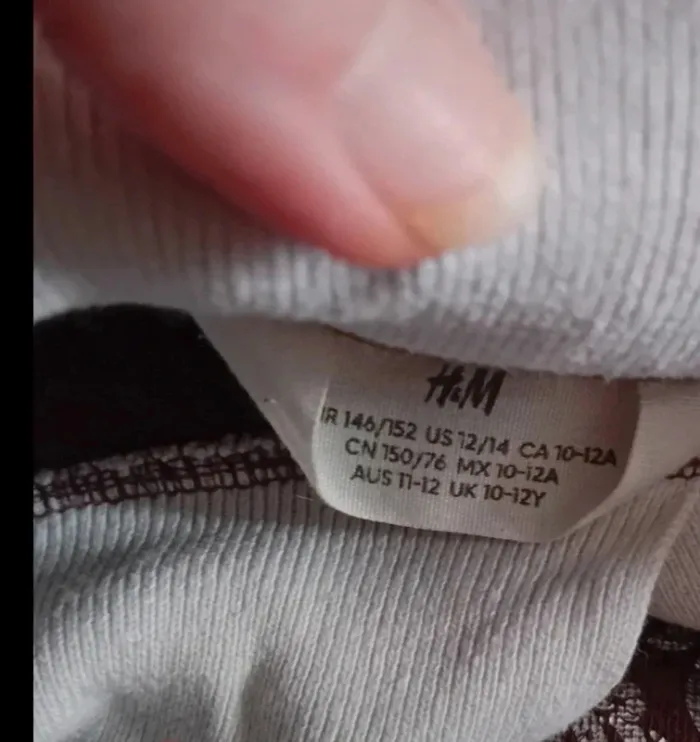 H&M
IR 146/152 US 12/14 CA 10-12A
CN 150/76 MX 10-12A
AUS 11-12 UK 10-12Y